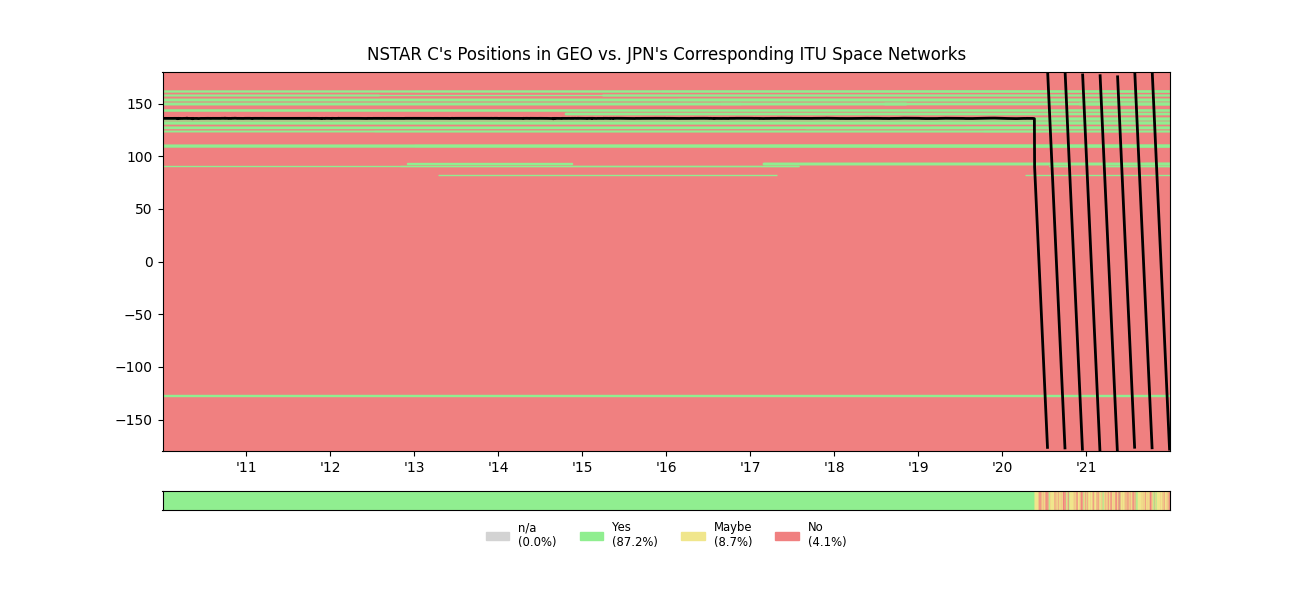 NSTAR C's Positions in GEO vs. JPN's Corresponding ITU Space Networks
150
100
50
0
−50
−100
−150
'11 '12 '13 '14 '15 '16 '17 '18 '19 '20 '21
n/a Yes Maybe No
(0.0%) (87.2%) (8.7%) (4.1%)